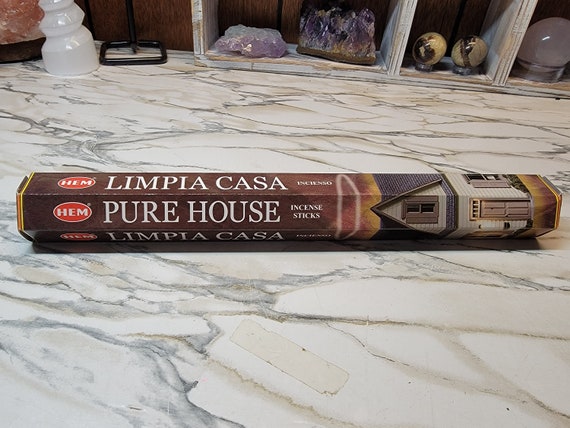 HEM LIMPIA CASA INCIENSO
HEM PURE HOUSE INCENSE STICKS
HEM LIMPIA CASA INCIENSO